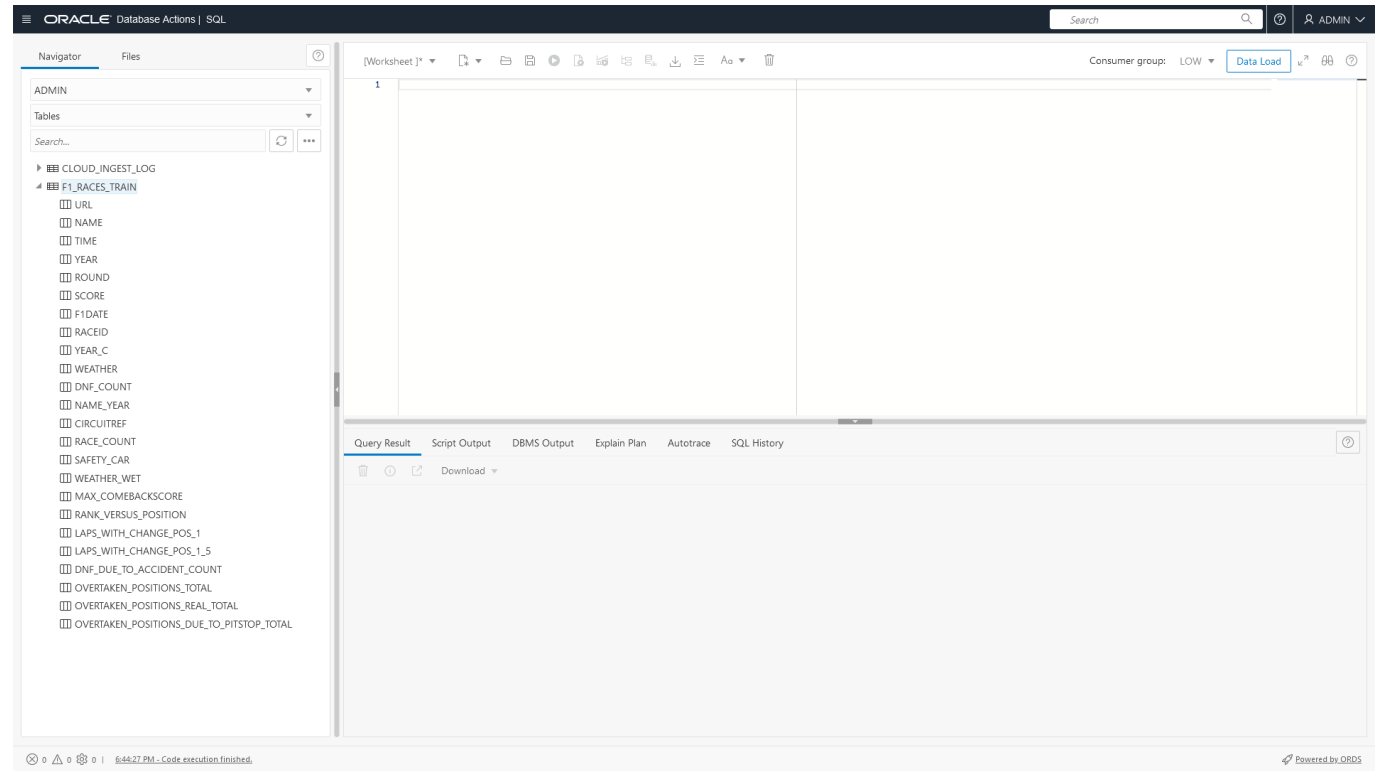 ORACLE Database Actions | SQL
Search
ADMIN
Navigator
Files
ADMIN
Tables
Search...
CLOUD_INGEST_LOG
F1_RACES_TRAIN
URL
NAME
TIME
YEAR
ROUND
SCORE
F1DATE
RACEID
YEAR_C
WEATHER
DNF_COUNT
NAME_YEAR
CIRCUITREF
RACE_COUNT
SAFETY_CAR
WEATHER_WET
MAX_COMEBACKSCORE
RANK_VERSUS_POSITION
LAPS_WITH_CHANGE_POS_1
LAPS_WITH_CHANGE_POS_1_5
DNF_DUE_TO_ACCIDENT_COUNT
OVERTAKEN_POSITIONS_TOTAL
OVERTAKEN_POSITIONS_REAL_TOTAL
OVERTAKEN_POSITIONS_DUE_TO_PITSTOP_TOTAL
[Worksheet ]*
Aa
Consumer group: LOW
Data Load
1
Query Result Script Output DBMS Output Explain Plan Autotrace SQL History
Download
0 0 0 | 6:44:27 PM - Code execution finished.
Powered by ORDS